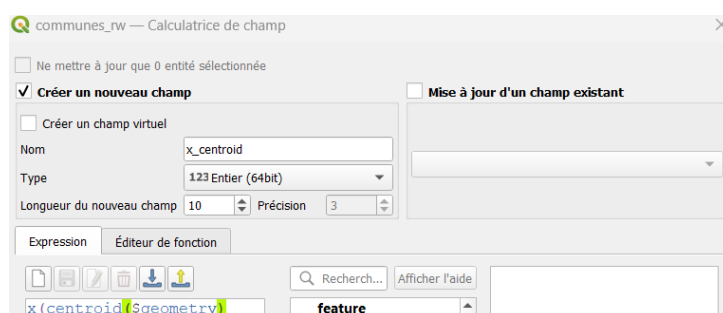 communes_rw — Calculatrice de champ
Ne mettre à jour que 0 entité sélectionnée
Créer un nouveau champ
Mise à jour d'un champ existant
Créer un champ virtuel
Nom x_centroid
Type 123 Entier (64bit)
Longueur du nouveau champ 10 Précision 3
Expression Éditeur de fonction
Recherch... Afficher l'aide
x(centroid($geometry)
feature